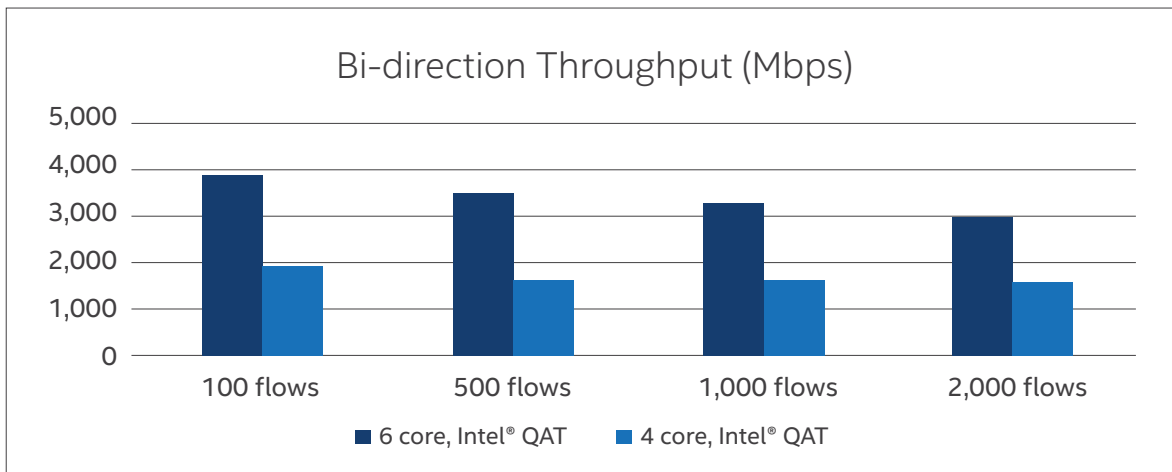 Bi-direction Throughput (Mbps)
5,000
4,000
3,000
2,000
1,000
0
100 flows 500 flows 1,000 flows 2,000 flows
6 core, Intel® QAT 4 core, Intel® QAT